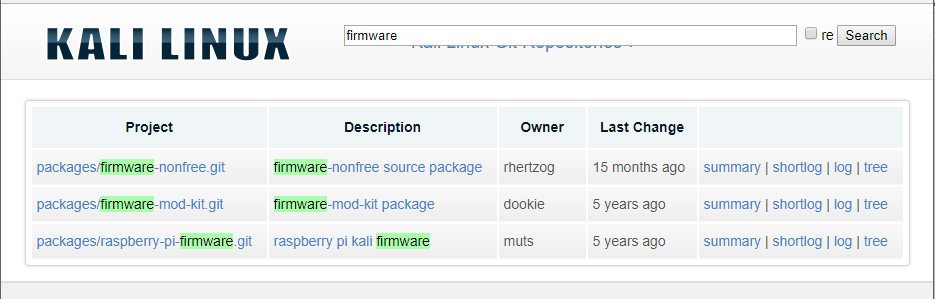 KALI LINUX
firmware
re Search
Kali Linux Git Repositories
Project Description Owner Last Change
packages/firmware-nonfree.git firmware-nonfree source package rhertzog 15 months ago summary | shortlog | log | tree
packages/firmware-mod-kit.git firmware-mod-kit package dookie 5 years ago summary | shortlog | log | tree
packages/raspberry-pi-firmware.git raspberry pi kali firmware muts 5 years ago summary | shortlog | log | tree